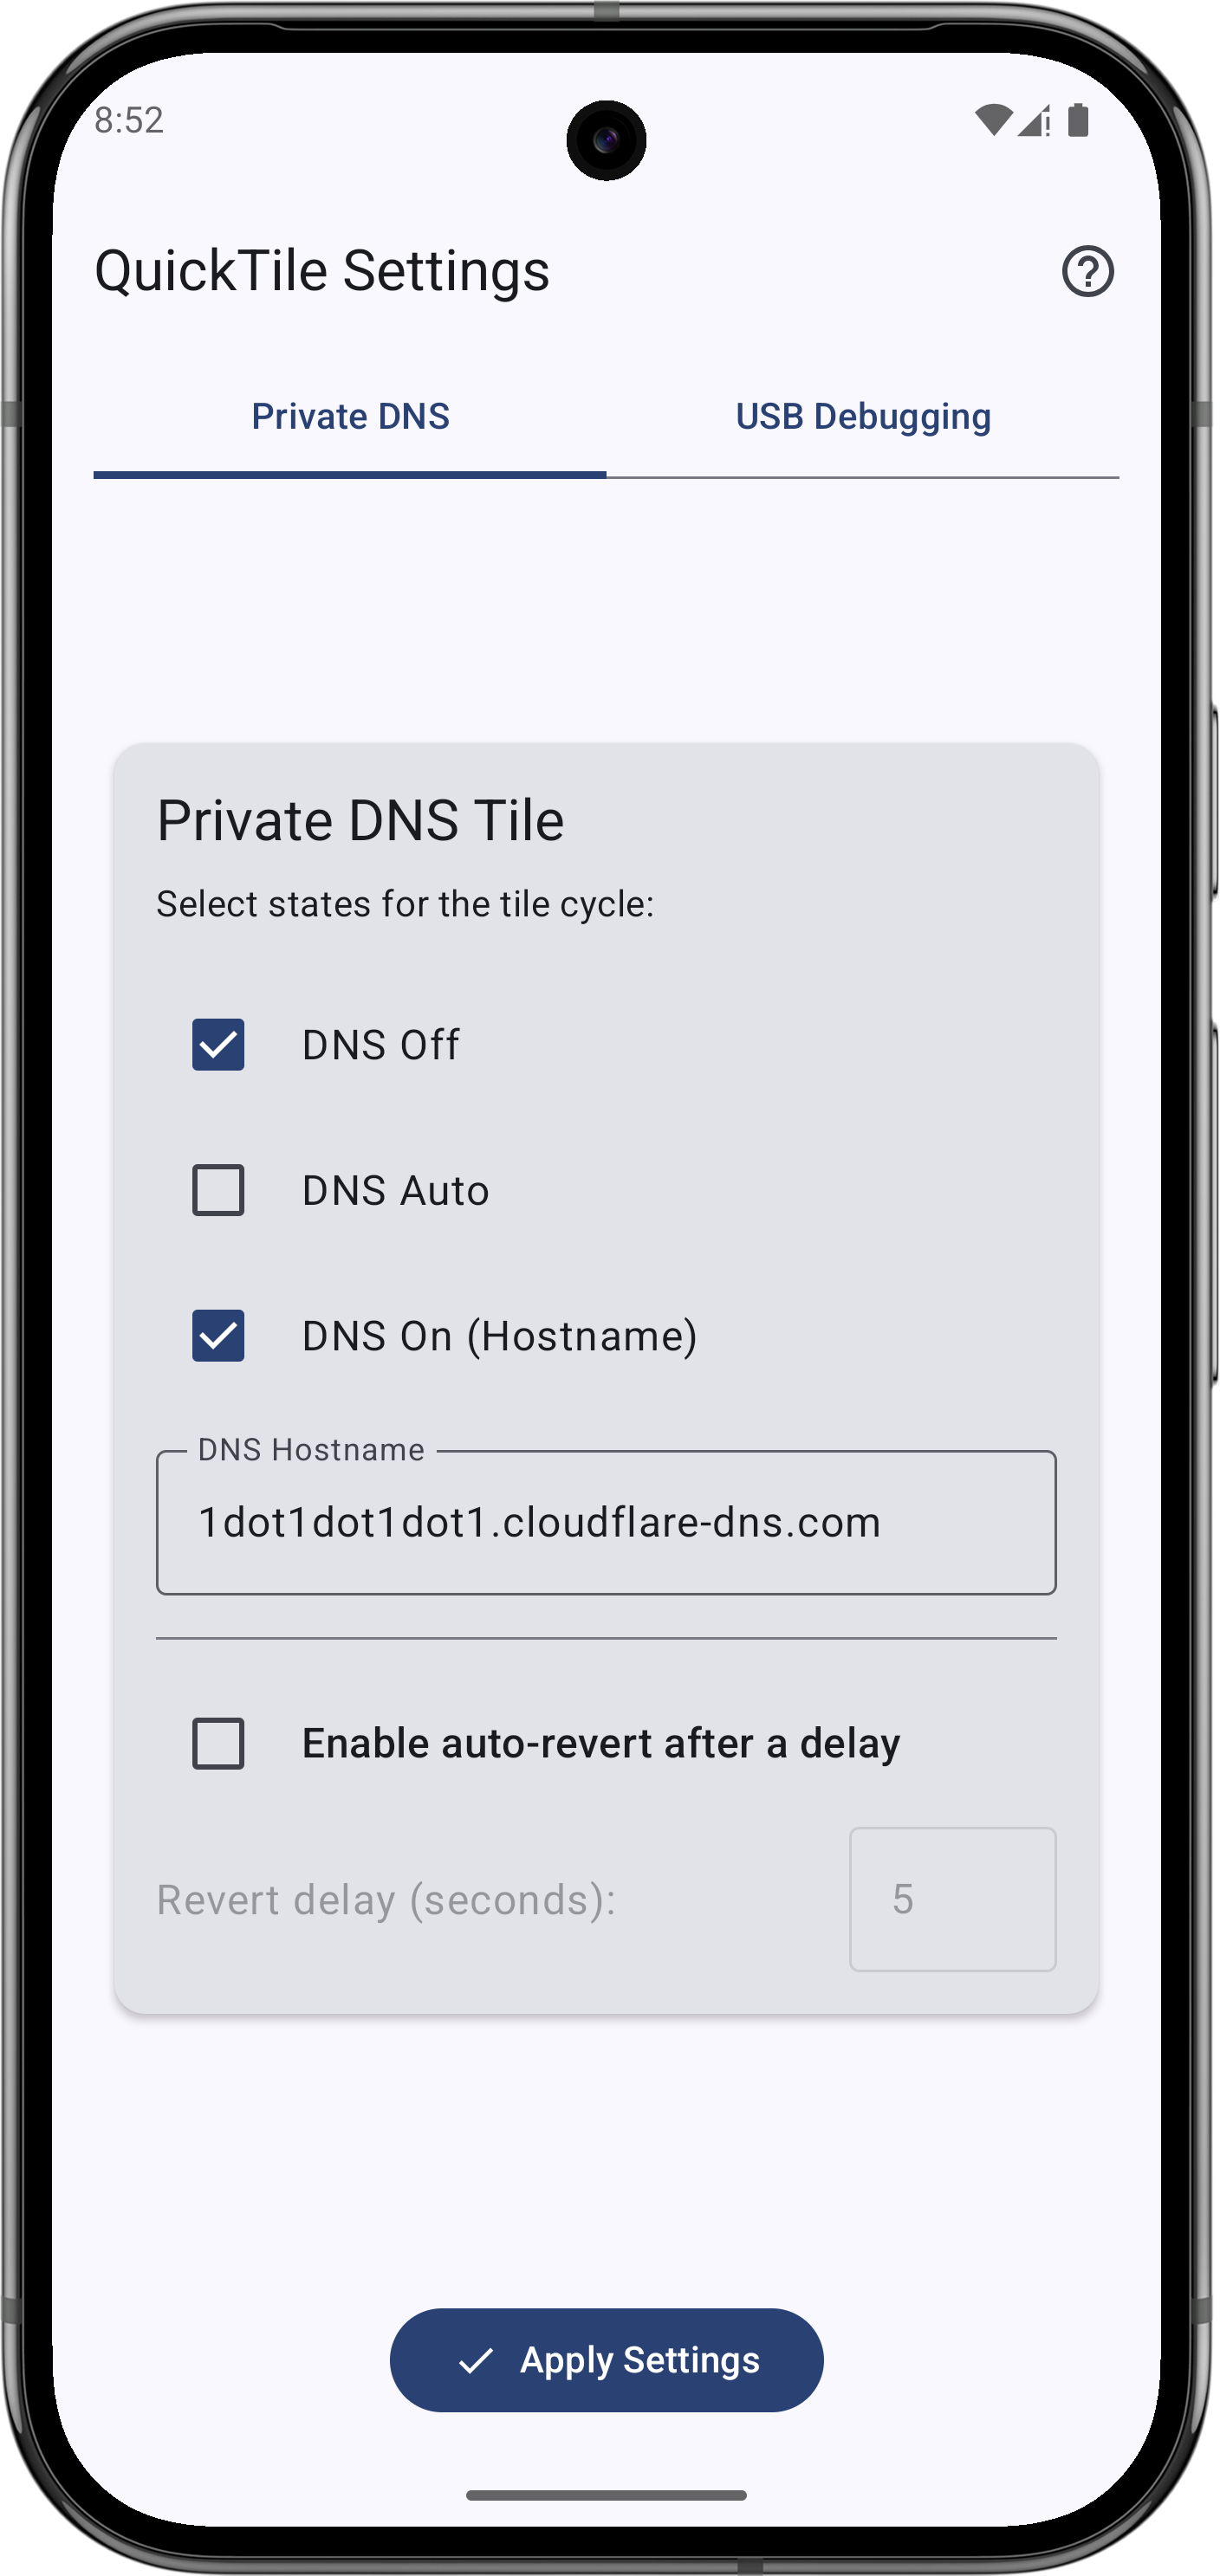 8:52
QuickTile Settings
Private DNS
USB Debugging
Private DNS Tile
Select states for the tile cycle:
DNS Off
DNS Auto
DNS On (Hostname)
DNS Hostname
1dot1dot1dot1.cloudflare-dns.com
Enable auto-revert after a delay
Revert delay (seconds): 5
Apply Settings